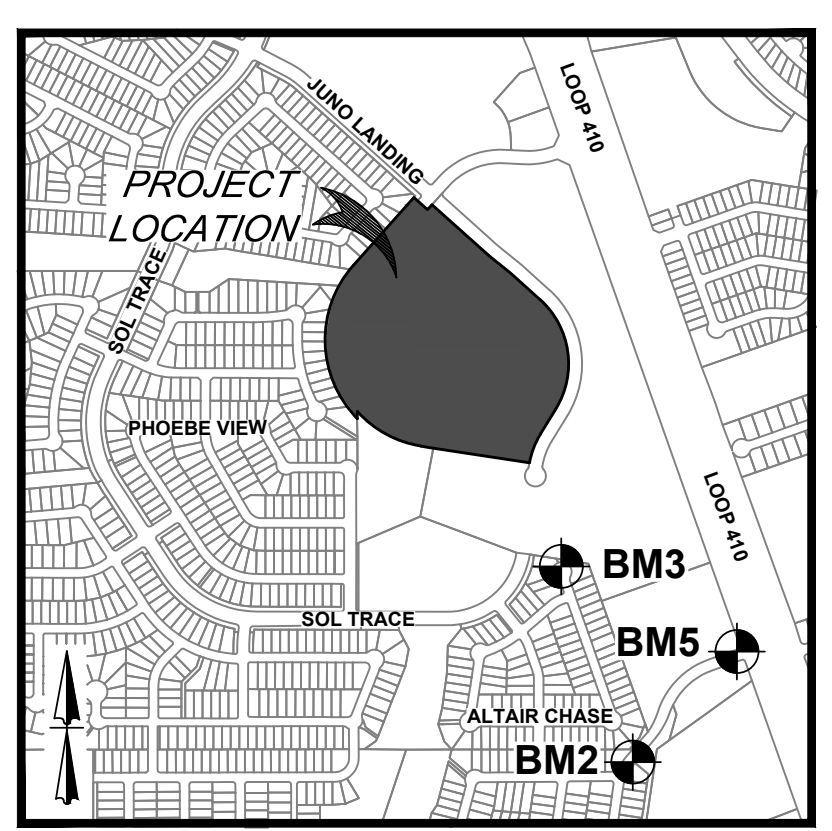 LOOP 410
JUNO LANDING
PROJECT
LOCATION
SOL TRACE
PHOEBE VIEW
LOOP 410
BM3
SOL TRACE
BM5
ALTAIR CHASE
BM2